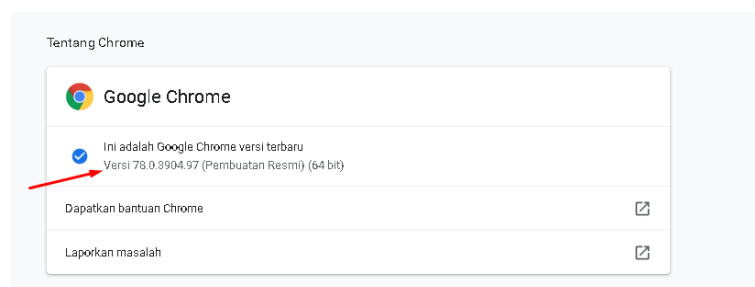 Tentang Chrome
Google Chrome
Ini adalah Google Chrome versi terbaru
Versi 78.0.3904.97 (Pembuatan Resmi) (64 bit)
Dapatkan bantuan Chrome
Laporkan masalah